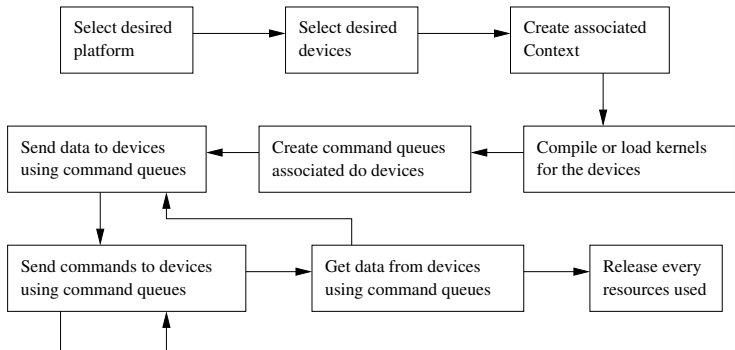 Select desired
platform
Select desired
devices
Create associated
Context
Compile or load kernels
for the devices
Create command queues
associated do devices
Send data to devices
using command queues
Send commands to devices
using command queues
Get data from devices
using command queues
Release every
resources used